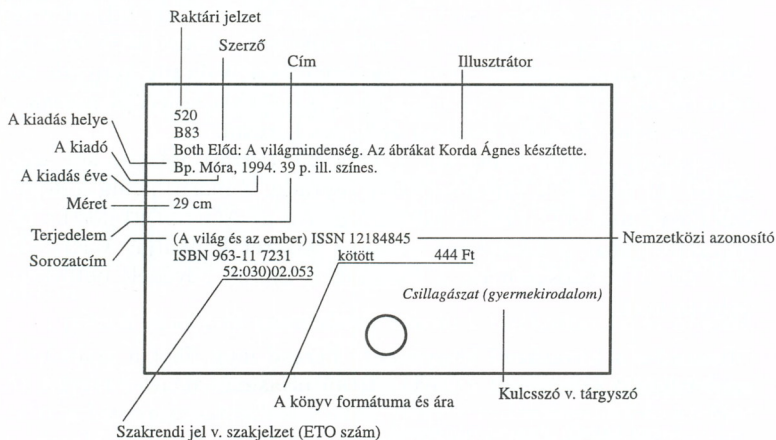 Raktári jelzet
Szerző
Cím
Illusztrátor
520
B83
A kiadás helye
Both Előd: A világmindenség. Az ábrákat Korda Ágnes készítette.
A kiadó
Bp. Móra, 1994. 39 p. ill. színes.
A kiadás éve
Méret
29 cm
Terjedelem
(A világ és az ember) ISSN 12184845
Nemzetközi azonosító
Sorozatcím
ISBN 963-11 7231 kötött 444 Ft
52:030)02.053
Csillagászat (gyermekirodalom)
Kulcsszó v. tárgyszó
A könyv formátuma és ára
Szakrendi jel v. szakjelzet (ETO szám)